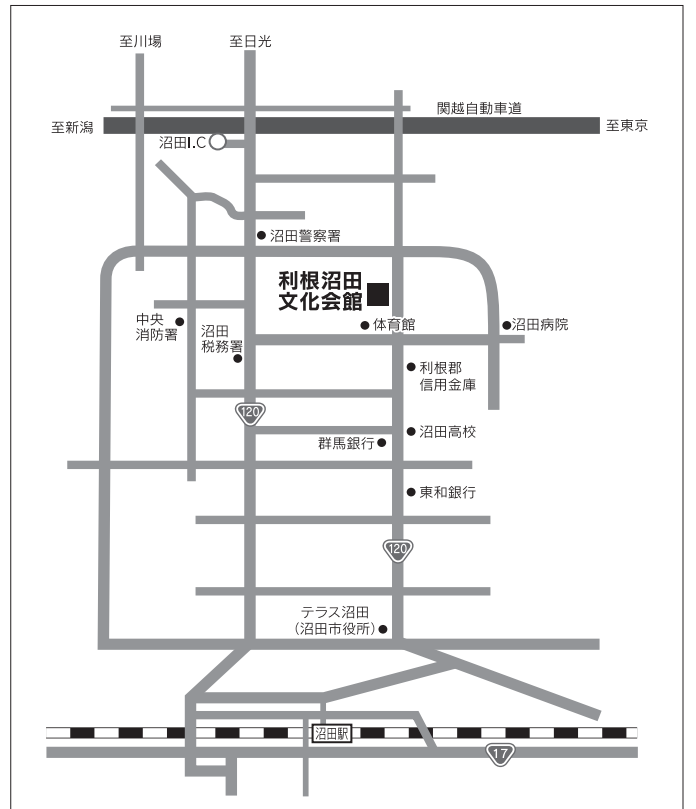 至川場
至日光
関越自動車道
至新潟
至東京
沼田I.C
沼田警察署
利根沼田
文化会館
中央
消防署
沼田
税務署
体育館
沼田病院
利根郡
信用金庫
120
沼田高校
群馬銀行
東和銀行
120
テラス沼田
（沼田市役所）
沼田駅
17